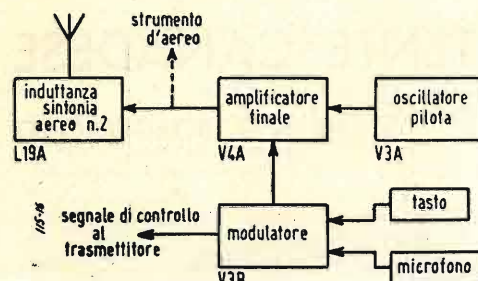 strumento
d'aereo
induttanza
sintonia
aereo n.2
L19A
amplificatore
finale
V4A
oscillatore
pilota
V3A
segnale di controllo
al
trasmettitore
115-16
modulatore
V3B
tasto
microfono